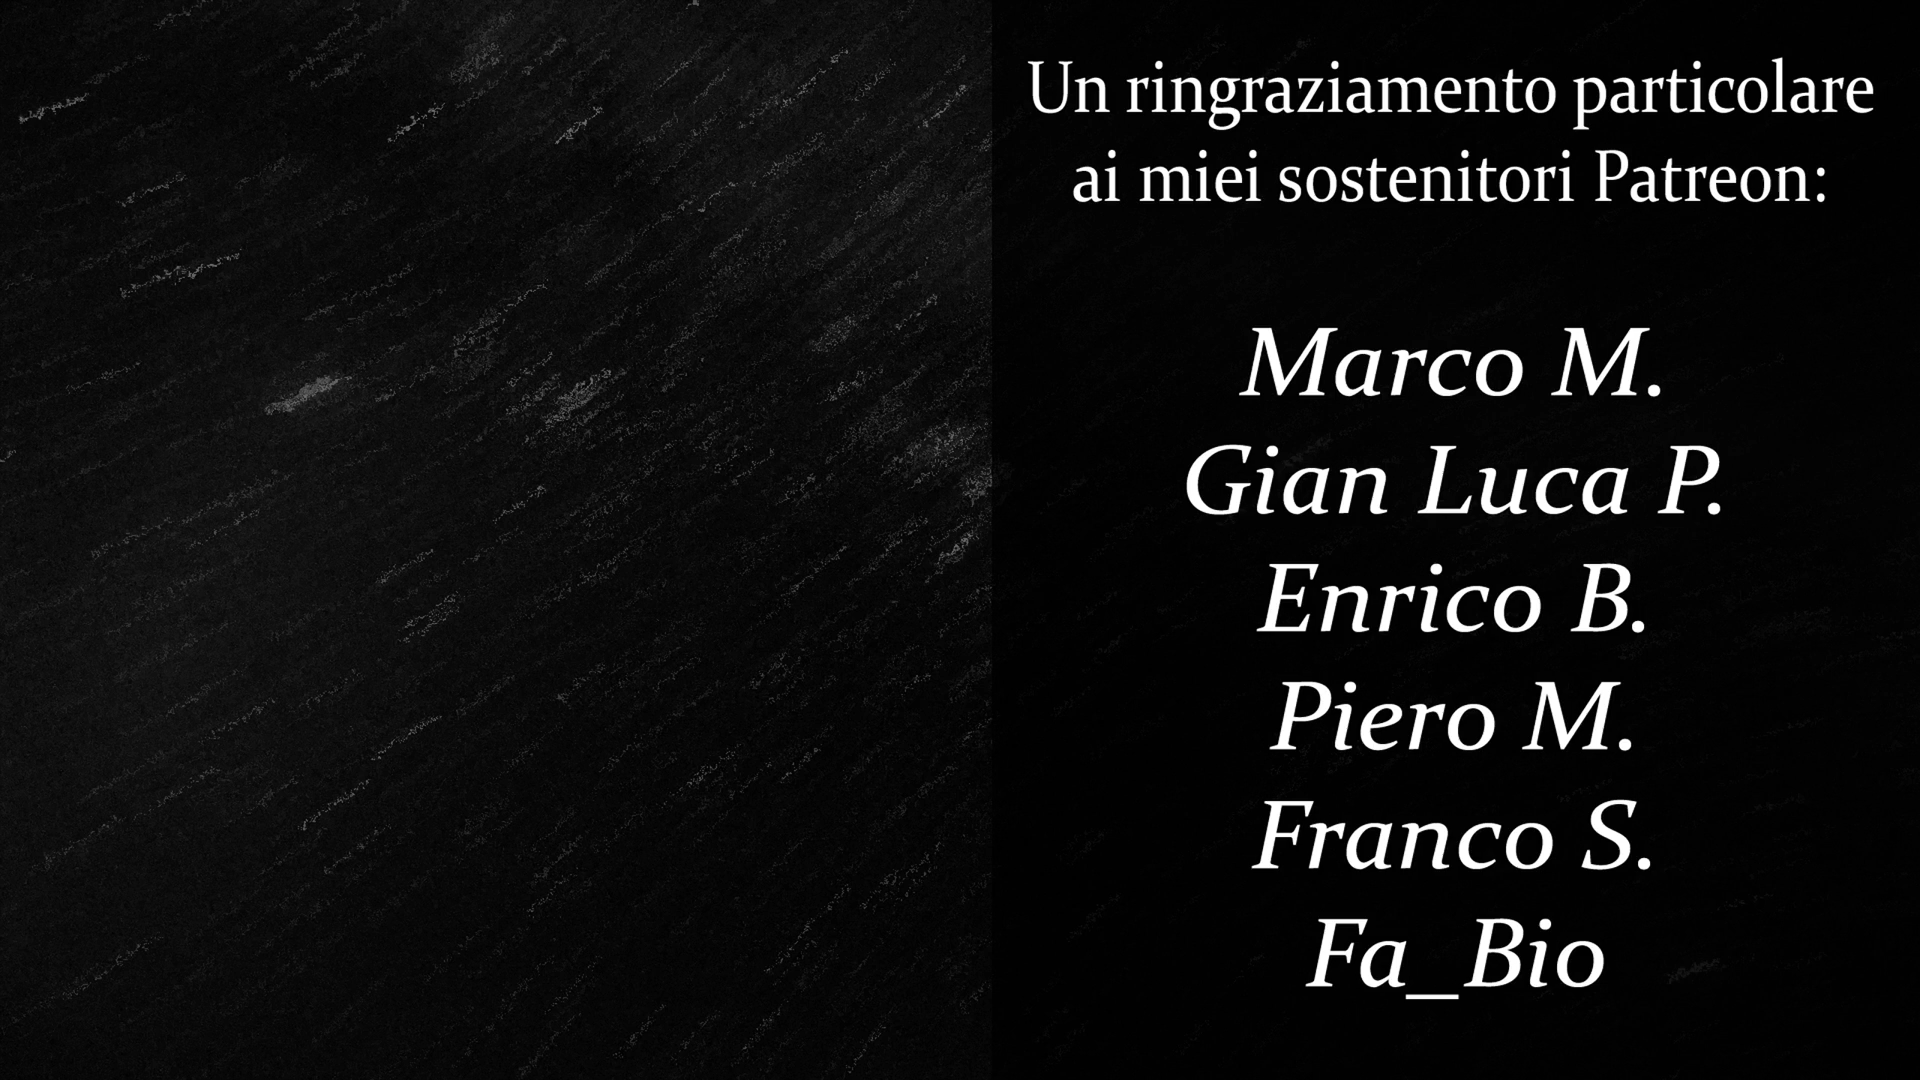 Un ringraziamento particolare
ai miei sostenitori Patreon:
Marco M.
Gian Luca P.
Enrico B.
Piero M.
Franco S.
Fa_Bio